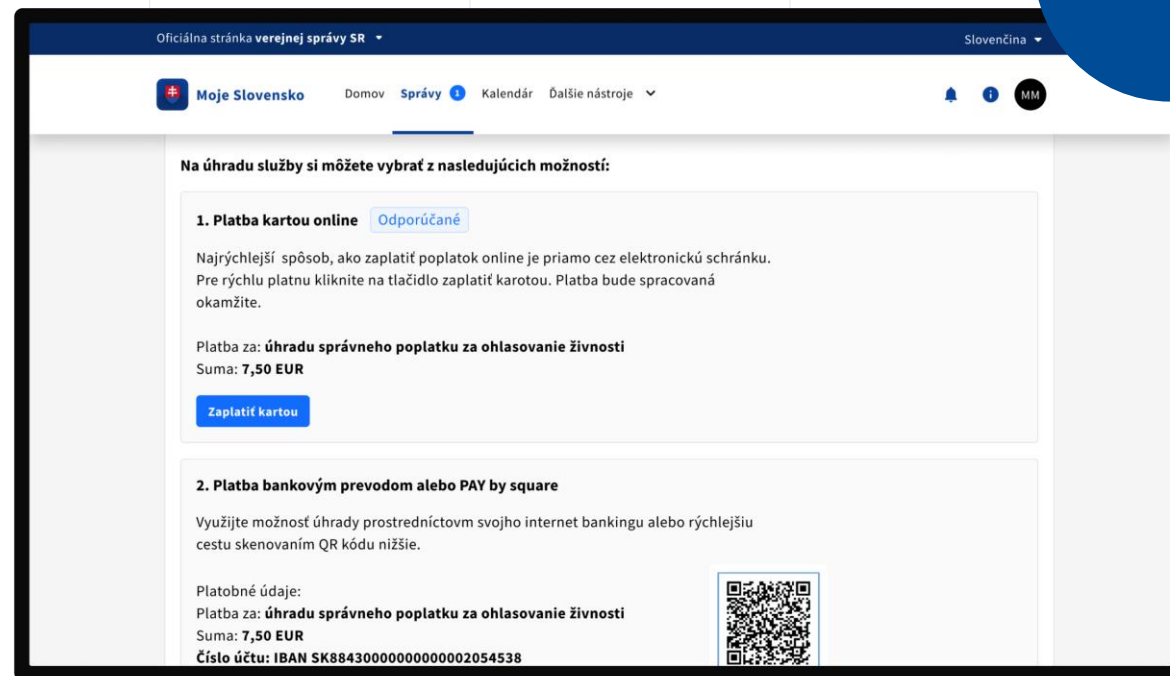 Oficiálna stránka verejnej správy SR
Slovenčina
Moje Slovensko
Domov
Správy 1
Kalendár
Ďalšie nástroje
MM
Na úhradu služby si môžete vybrať z nasledujúcich možností:
1. Platba kartou online
Odporúčané
Najrýchlejší spôsob, ako zaplatiť poplatok online je priamo cez elektronickú schránku.
Pre rýchlu platnu kliknite na tlačidlo zaplatiť karotou. Platba bude spracovaná
okamžite.
Platba za: úhradu správneho poplatku za ohlasovanie živnosti
Suma: 7,50 EUR
Zaplatiť kartou
2. Platba bankovým prevodom alebo PAY by square
Využijte možnosť úhrady prostredníctovm svojho internet bankingu alebo rýchlejšiu
cestu skenovaním QR kódu nižšie.
Platobné údaje:
Platba za: úhradu správneho poplatku za ohlasovanie živnosti
Suma: 7,50 EUR
Číslo účtu: IBAN SK8843000000000002054538